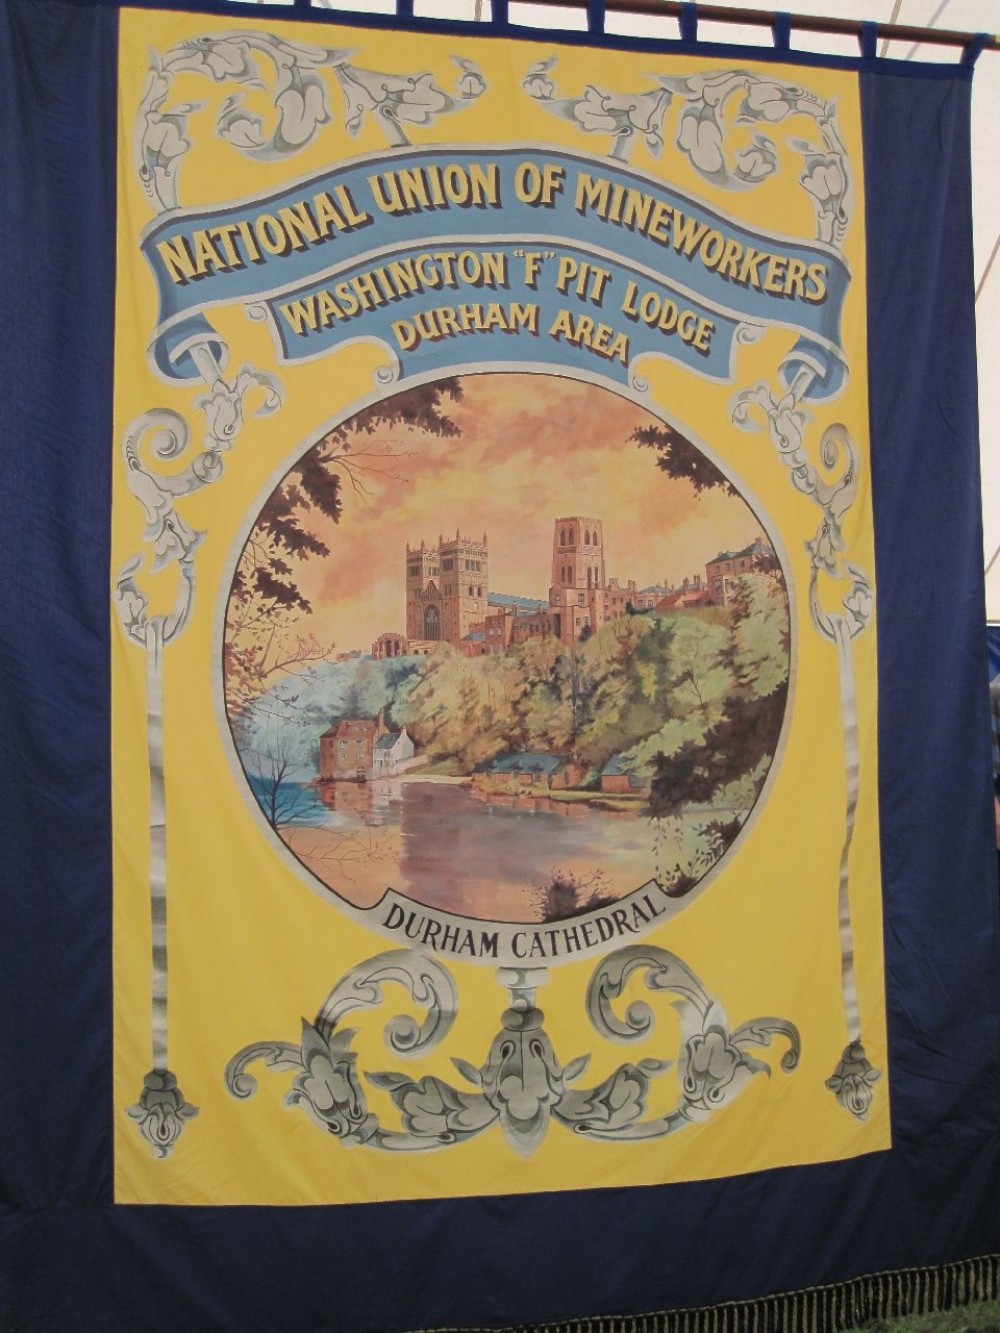 NATIONAL UNION OF MINEWORKERS
WASHINGTON "F" PIT LODGE
DURHAM AREA
DURHAM CATHEDRAL